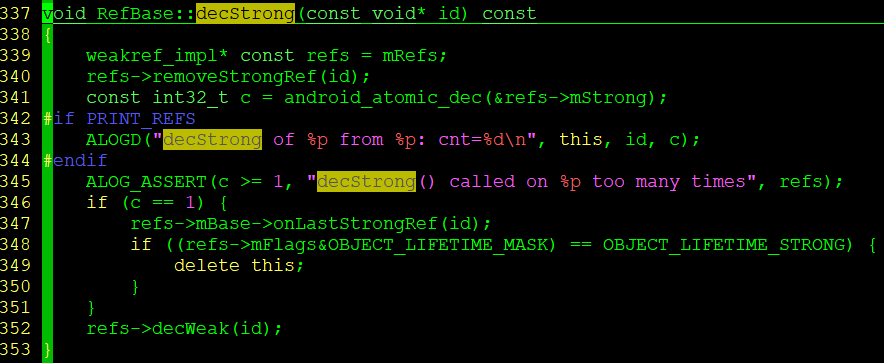 337 void RefBase::decStrong(const void* id) const
338 {
339     weakref_impl* const refs = mRefs;
340     refs->removeStrongRef(id);
341     const int32_t c = android_atomic_dec(&refs->mStrong);
342 #if PRINT_REFS
343     ALOGD("decStrong of %p from %p: cnt=%d\n", this, id, c);
344 #endif
345     ALOG_ASSERT(c >= 1, "decStrong() called on %p too many times", refs);
346     if (c == 1) {
347         refs->mBase->onLastStrongRef(id);
348         if ((refs->mFlags&OBJECT_LIFETIME_MASK) == OBJECT_LIFETIME_STRONG) {
349             delete this;
350         }
351     }
352     refs->decWeak(id);
353 }